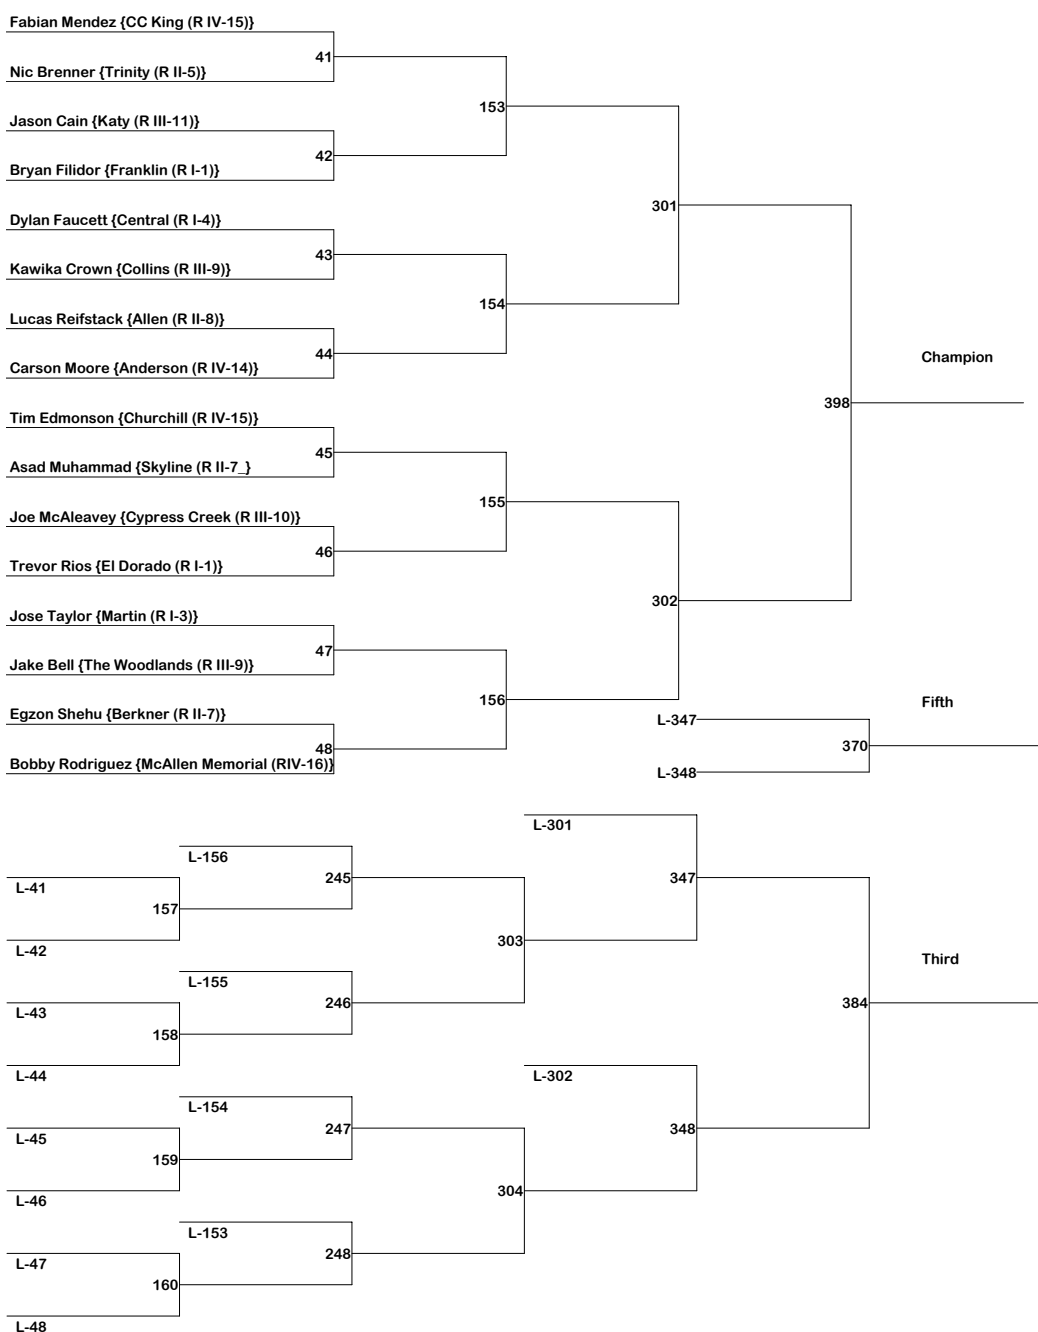 Fabian Mendez {CC King (R IV-15)}
41
Nic Brenner {Trinity (R II-5)}
153
Jason Cain {Katy (R III-11)}
42
Bryan Filidor {Franklin (R I-1)}
301
Dylan Faucett {Central (R I-4)}
43
Kawika Crown {Collins (R III-9)}
154
Lucas Reifstack {Allen (R II-8)}
44
Carson Moore {Anderson (R IV-14)}
Champion
398
Tim Edmonson {Churchill (R IV-15)}
45
Asad Muhammad {Skyline (R II-7_}
155
Joe McAleavey {Cypress Creek (R III-10)}
46
Trevor Rios {El Dorado (R I-1)}
302
Jose Taylor {Martin (R I-3)}
47
Jake Bell {The Woodlands (R III-9)}
156
Egzon Shehu {Berkner (R II-7)}
48
Bobby Rodriguez {McAllen Memorial (RIV-16)}
Fifth
L-347
370
L-348
L-301
L-156
245
347
L-41
157
303
L-42
L-155
246
Third
384
L-43
158
L-44
L-302
L-154
247
348
L-45
159
304
L-46
L-153
248
L-47
160
L-48